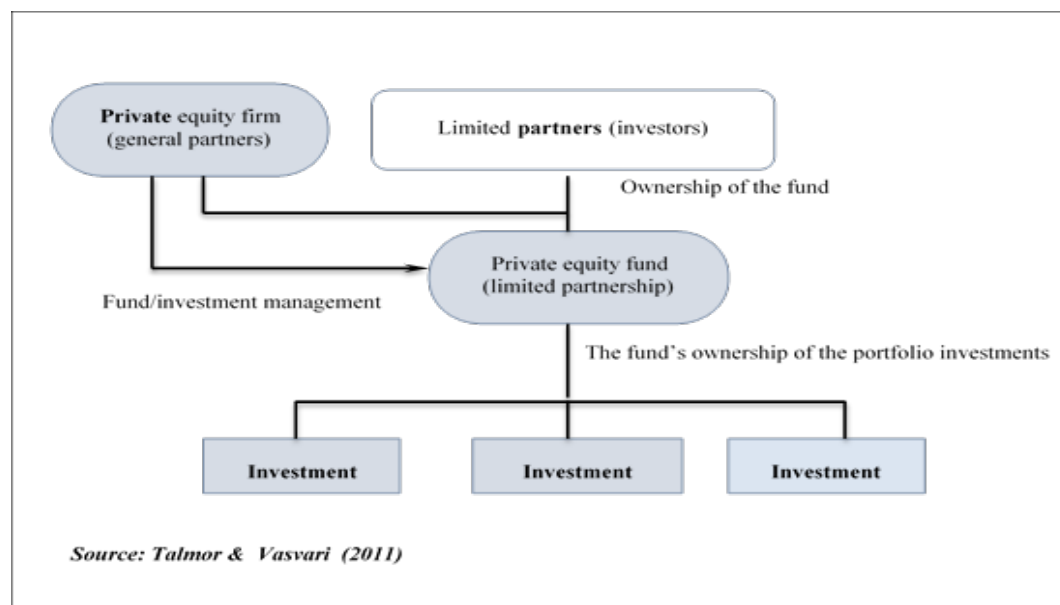 Private equity firm
(general partners)
Limited partners (investors)
Ownership of the fund
Private equity fund
(limited partnership)
Fund/investment management
The fund's ownership of the portfolio investments
Investment
Investment
Investment
Source: Talmor & Vasvari (2011)